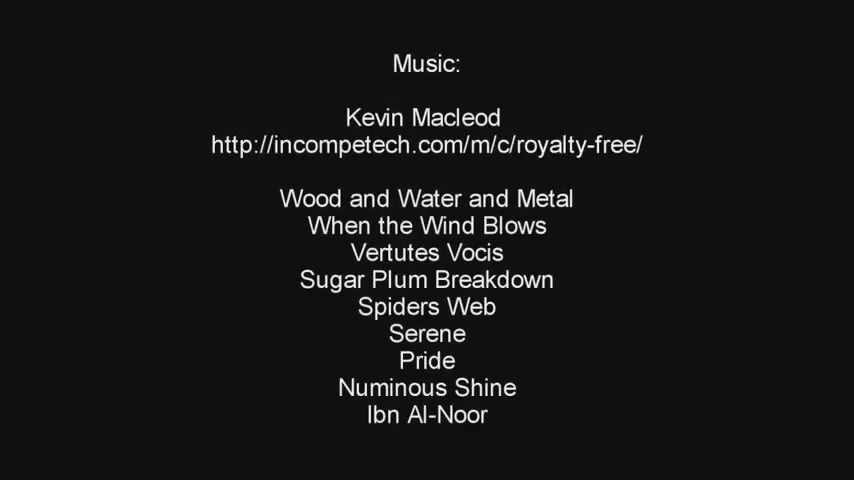 Music:
Kevin Macleod
http://incompetech.com/m/c/royalty-free/
Wood and Water and Metal
When the Wind Blows
Vertutes Vocis
Sugar Plum Breakdown
Spiders Web
Serene
Pride
Numinous Shine
Ibn Al-Noor